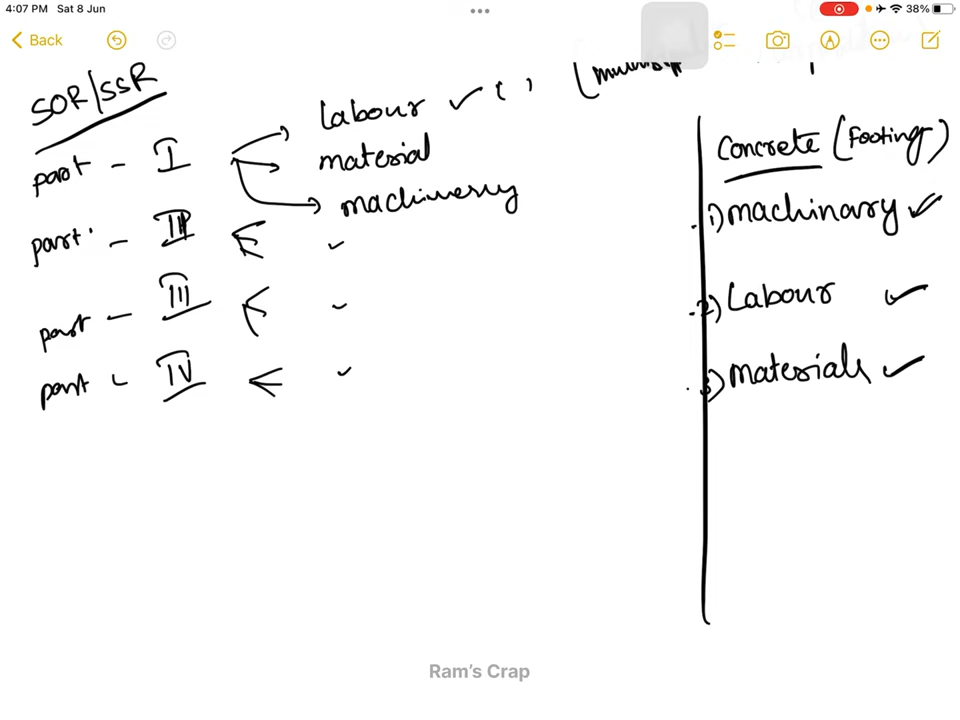 4:07 PM Sat 8 Jun
38%
Back
SOR/SSR
part - I
labour
material
machinery
part - II
part - III
part - IV
Concrete (Footing)
1) machinary
2) Labour
3) materials
Ram's Crap